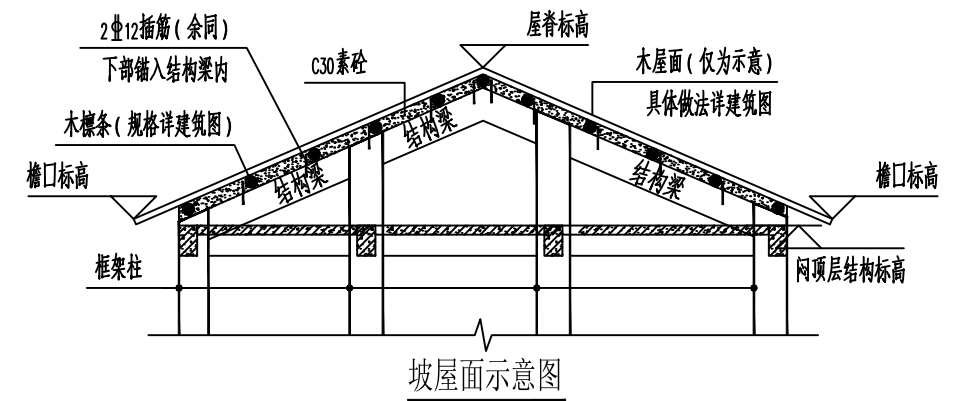 2Φ12插筋(余同)
下部锚入结构梁内
C30素砼
屋脊标高
木屋面(仅为示意)
具体做法详建筑图
木檩条(规格详建筑图)
结构梁
结构梁
结构梁
檐口标高
檐口标高
框架柱
闷顶层结构标高
坡屋面示意图